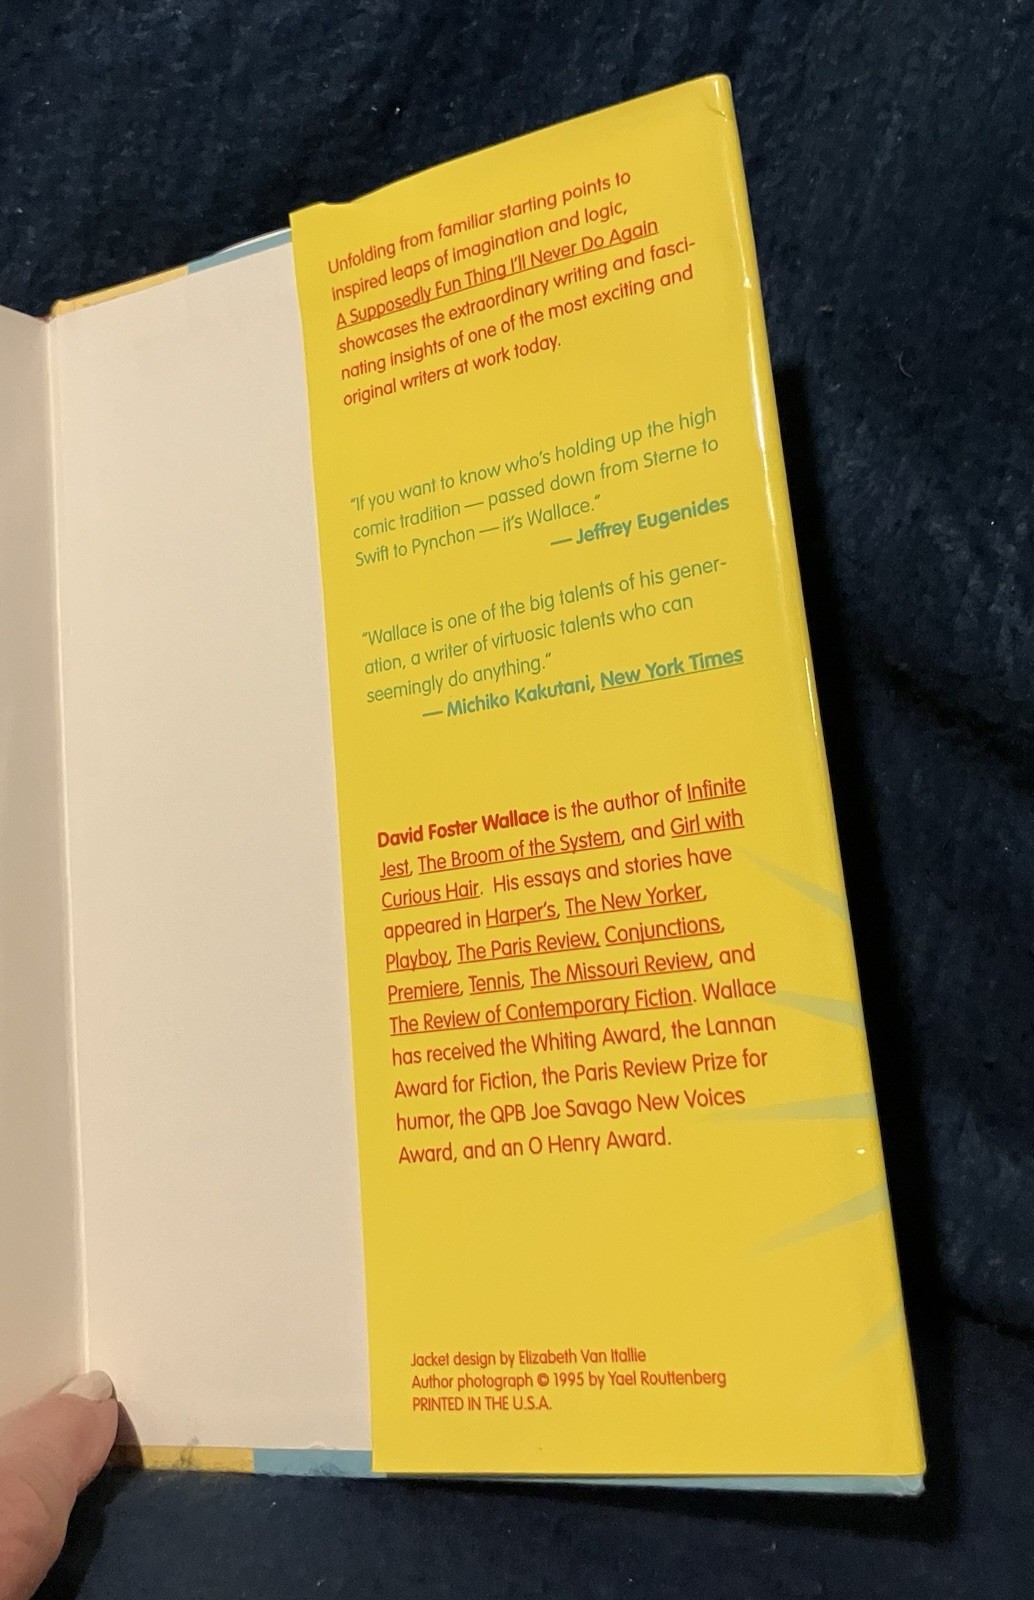 Unfolding from familiar starting points to
inspired leaps of imagination and logic,
A Supposedly Fun Thing I'll Never Do Again
showcases the extraordinary writing and fasci-
nating insights of one of the most exciting and
original writers at work today.
"If you want to know who's holding up the high
comic tradition — passed down from Sterne to
Swift to Pynchon — it's Wallace."
— Jeffrey Eugenides
"Wallace is one of the big talents of his gener-
ation, a writer of virtuosic talents who can
seemingly do anything."
— Michiko Kakutani, New York Times
David Foster Wallace is the author of Infinite
Jest, The Broom of the System, and Girl with
Curious Hair. His essays and stories have
appeared in Harper's, The New Yorker,
Playboy, The Paris Review, Conjunctions,
Premiere, Tennis, The Missouri Review, and
The Review of Contemporary Fiction. Wallace
has received the Whiting Award, the Lannan
Award for Fiction, the Paris Review Prize for
humor, the QPB Joe Savago New Voices
Award, and an O Henry Award.
Jacket design by Elizabeth Van Itallie
Author photograph © 1995 by Yael Routtenberg
PRINTED IN THE U.S.A.